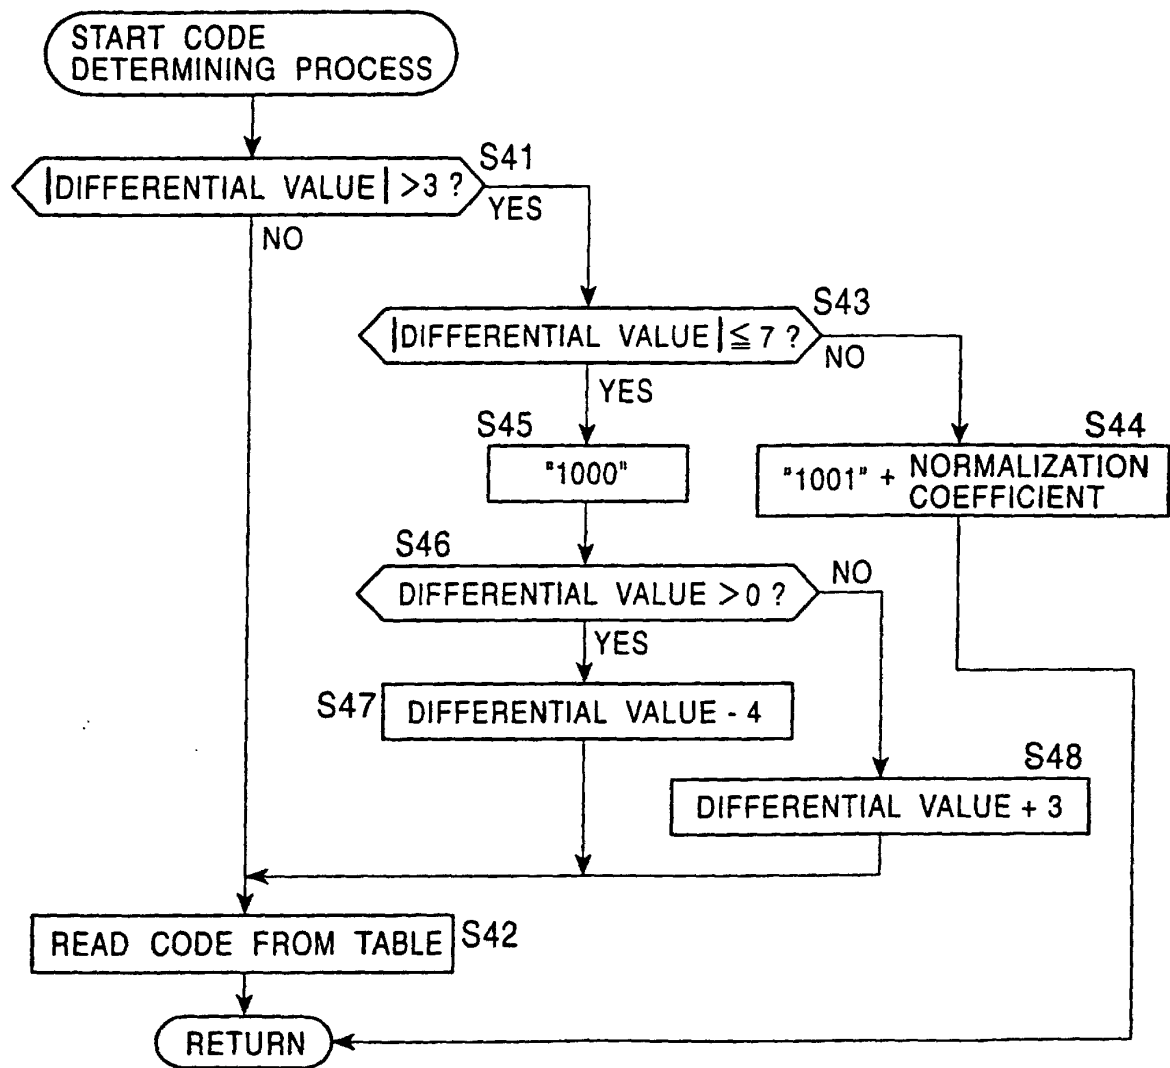 START CODE
DETERMINING PROCESS
S41
|DIFFERENTIAL VALUE| >3 ?
YES
NO
S43
|DIFFERENTIAL VALUE| ≦ 7 ?
NO
YES
S45
"1000"
S44
"1001" + NORMALIZATION
COEFFICIENT
S46
DIFFERENTIAL VALUE >0 ?
NO
YES
S47
DIFFERENTIAL VALUE - 4
S48
DIFFERENTIAL VALUE + 3
READ CODE FROM TABLE
S42
RETURN